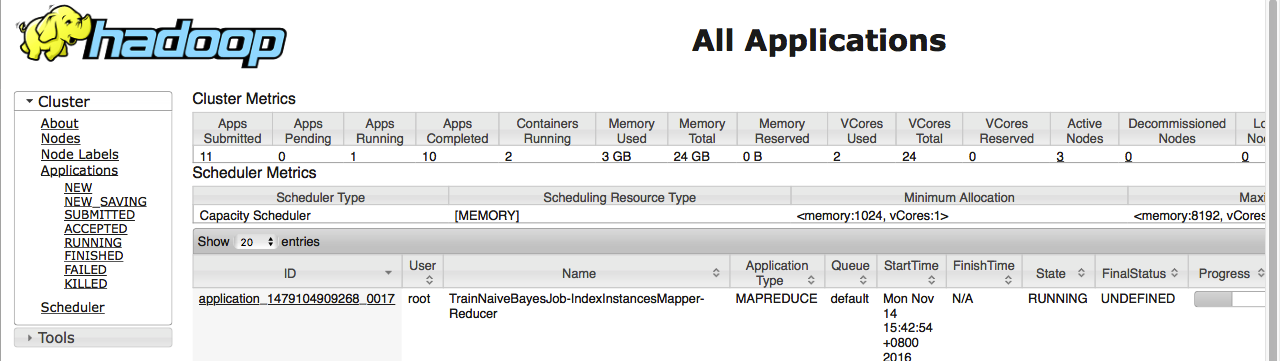 hadoop
All Applications
Cluster
About
Nodes
Node Labels
Applications
NEW
NEW_SAVING
SUBMITTED
ACCEPTED
RUNNING
FINISHED
FAILED
KILLED
Scheduler
Tools
Cluster Metrics
Apps Submitted Apps Pending Apps Running Apps Completed Containers Running Memory Used Memory Total Memory Reserved VCores Used VCores Total VCores Reserved Active Nodes Decommissioned Nodes
11 0 1 10 2 3 GB 24 GB 0 B 2 24 0 3 0 0
Scheduler Metrics
Scheduler Type Scheduling Resource Type Minimum Allocation
Capacity Scheduler [MEMORY] <memory:1024, vCores:1> <memory:8192, vCores
Show 20 entries
ID User Name Application Type Queue StartTime FinishTime State FinalStatus Progress
application_1479104909268_0017 root TrainNaiveBayesJob-IndexInstancesMapper- MAPREDUCE default Mon Nov N/A RUNNING UNDEFINED
Reducer 14
15:42:54
+0800
2016